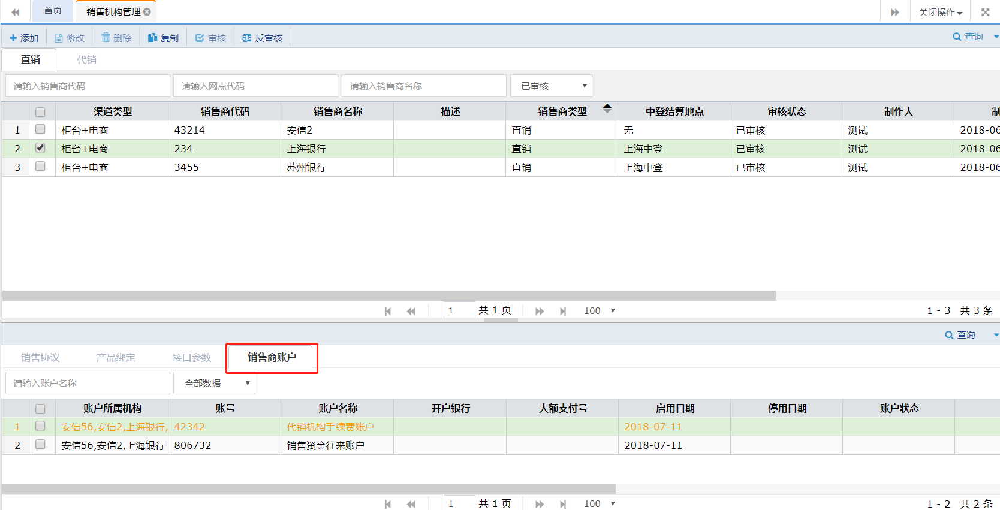 首页 销售机构管理 关闭操作
添加 修改 删除 复制 审核 反审核 查询
直销 代销
请输入销售商代码 请输入网点代码 请输入销售商名称 已审核
渠道类型 销售商代码 销售商名称 描述 销售商类型 中登结算地点 审核状态 制作人 制
1 柜台+电商 43214 安信2 直销 无 已审核 测试 2018-06
2 柜台+电商 234 上海银行 直销 上海中登 已审核 测试 2018-06
3 柜台+电商 3455 苏州银行 直销 上海中登 已审核 测试 2018-06
1 共 1 页 100 1 - 3 共 3 条
查询
销售协议 产品绑定 接口参数 销售商账户
请输入账户名称 全部数据
账户所属机构 账号 账户名称 开户银行 大额支付号 启用日期 停用日期 账户状态
1 安信56,安信2,上海银行, 42342 代销机构手续费账户 2018-07-11
2 安信56,安信2,上海银行 806732 销售资金往来账户 2018-07-11
1 共 1 页 100 1 - 2 共 2 条